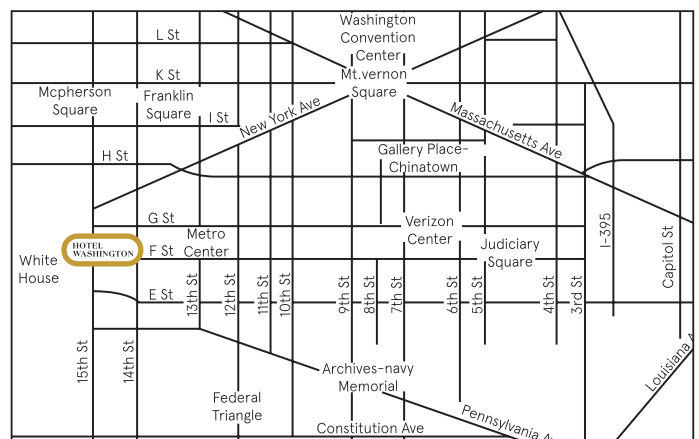 Washington
Convention
Center
L St
K St
Mt.vernon
Square
Mcpherson
Square
Franklin
Square
I St
New York Ave
Massachusetts Ave
H St
Gallery Place-
Chinatown
G St
Verizon
Center
I-395
Capitol St
HOTEL
WASHINGTON
F St
Metro
Center
Judiciary
Square
White
House
E St
13th St
12th St
11th St
10th St
9th St
8th St
7th St
6th St
5th St
4th St
3rd St
15th St
14th St
Archives-navy
Memorial
Louisiana A
Federal
Triangle
Pennsylvania Av
Constitution Ave